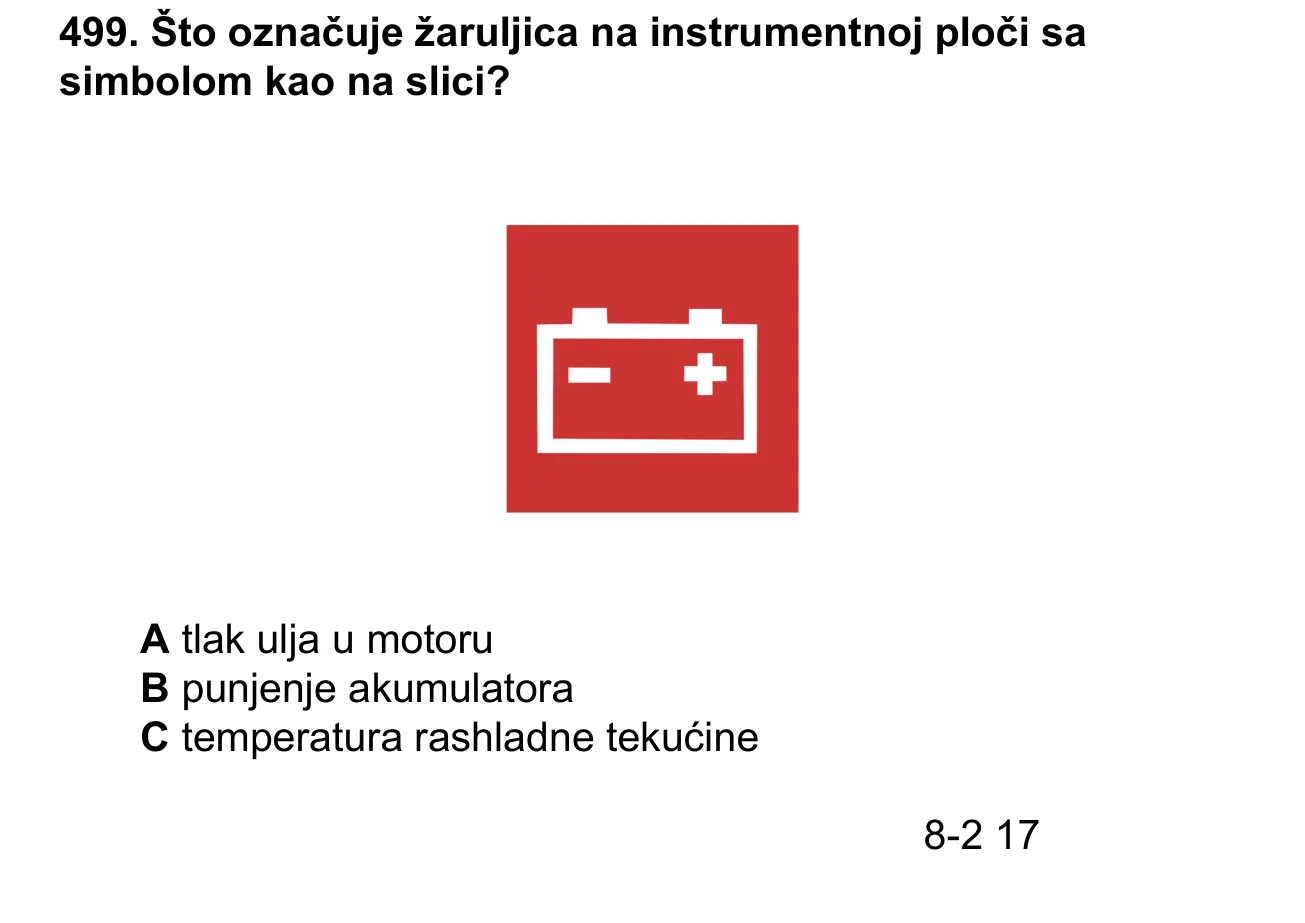 499. Što označuje žaruljica na instrumentnoj ploči sa
simbolom kao na slici?
- +
A tlak ulja u motoru
B punjenje akumulatora
C temperatura rashladne tekućine
8-2 17